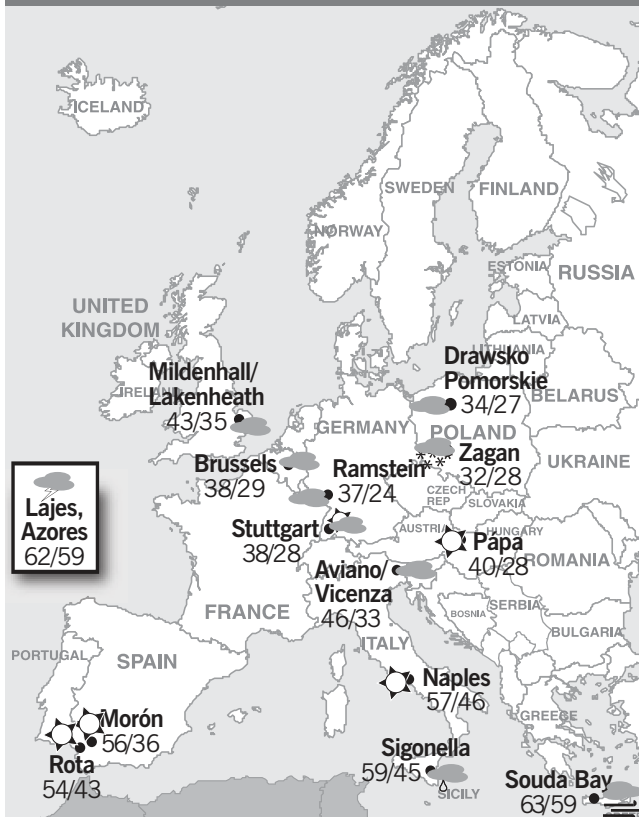 ICELAND
SWEDEN
FINLAND
NORWAY
ESTONIA
RUSSIA
LATVIA
LITHUANIA
UNITED
KINGDOM
IRELAND
Mildenhall/
Lakenheath
43/35
Drawsko
Pomorskie
34/27
BELARUS
GERMANY
POLAND
Zagan
32/28
UKRAINE
Brussels
38/29
Ramstein
37/24
CZECH
REP
SLOVAKIA
Lajes,
Azores
62/59
Stuttgart
38/28
AUSTRIA
HUNGARY
Pápa
40/28
ROMANIA
Aviano/
Vicenza
46/33
FRANCE
BOSNIA
SERBIA
BULGARIA
ITALY
PORTUGAL
SPAIN
Naples
57/46
GREECE
Morón
56/36
Rota
54/43
Sigonella
59/45
SICILY
Souda Bay
63/59